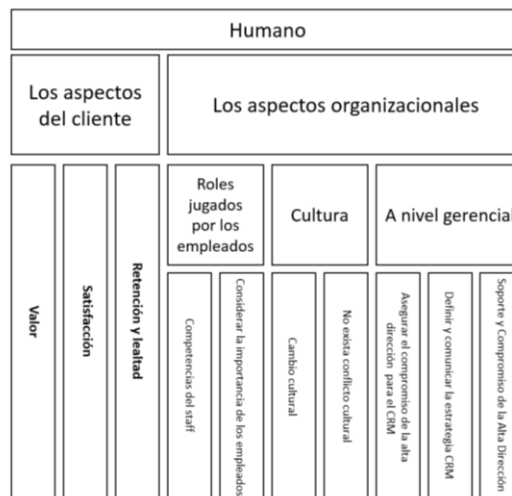 Humano
Los aspectos
del cliente
Los aspectos organizacionales
Valor
Satisfacción
Retención y lealtad
Roles
jugados
por los
empleados
Cultura
A nivel gerencial
Competencias del staff
Considerar la importancia de los empleados
Cambio cultural
No exista conflicto cultural
Asegurar el compromiso de la alta
dirección para el CRM
Definir y comunicar la estrategia CRM
Soporte y Compromiso de la Alta Dirección